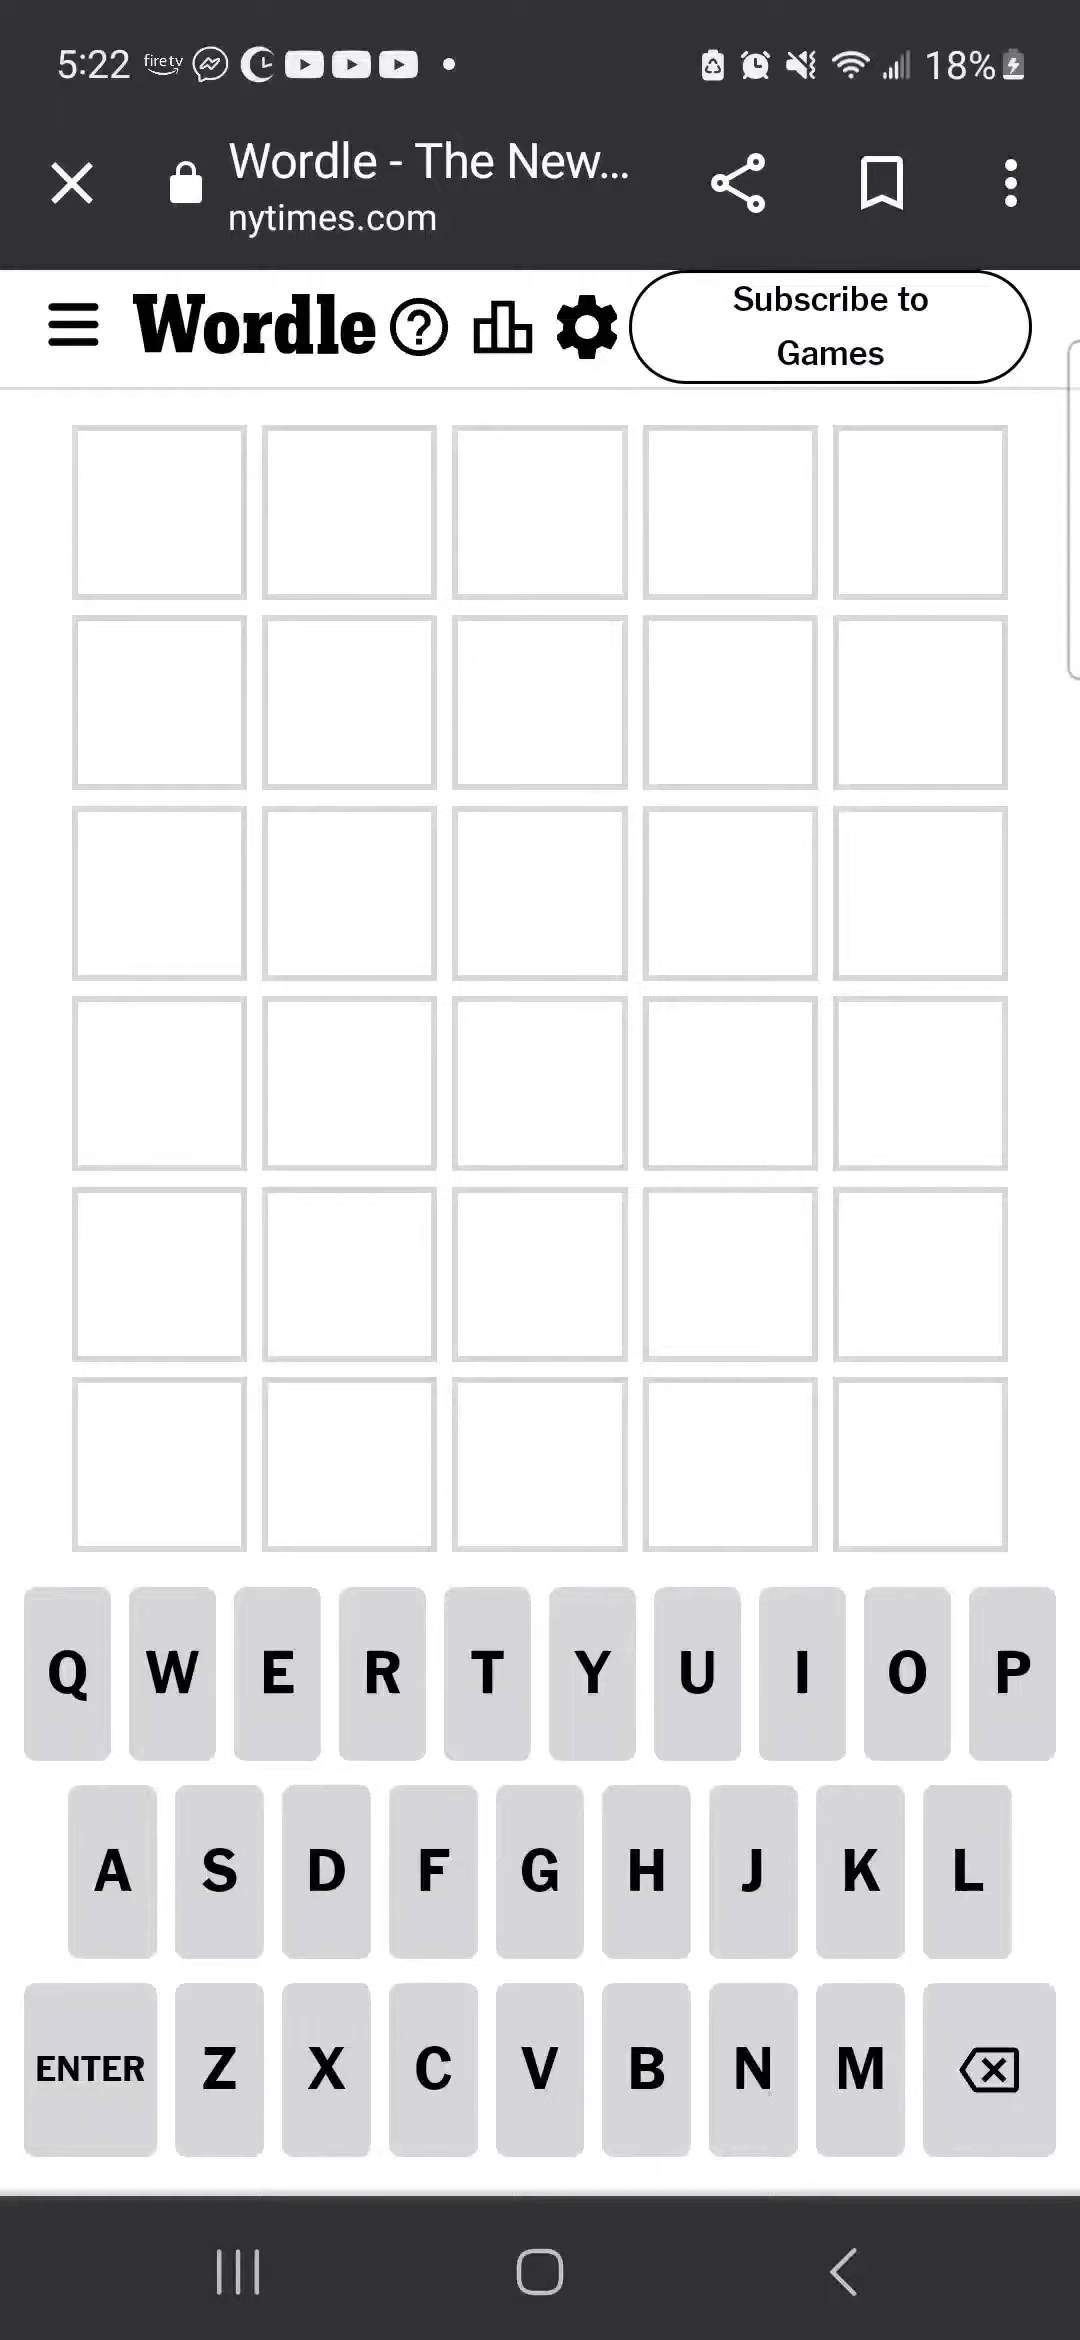 5:22 firetv 18%
Wordle - The New...
nytimes.com
Wordle Subscribe to
Games
Q W E R T Y U I O P
A S D F G H J K L
ENTER Z X C V B N M